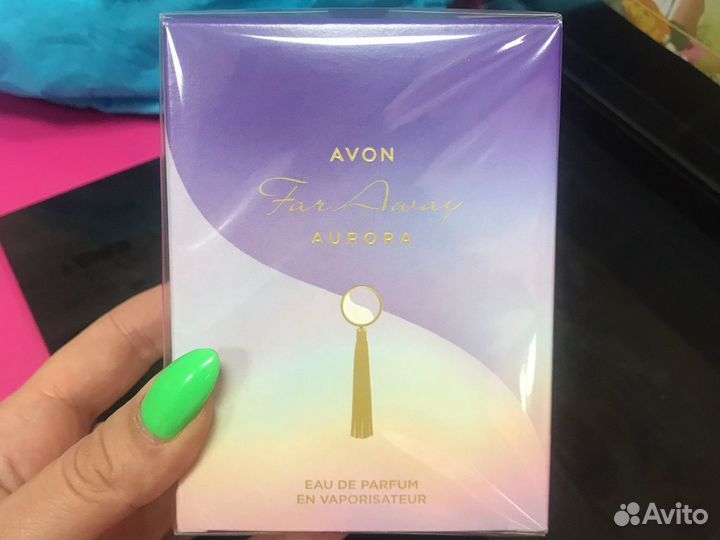 AVON
Far Away
AURORA
EAU DE PARFUM
EN VAPORISATEUR
Avito